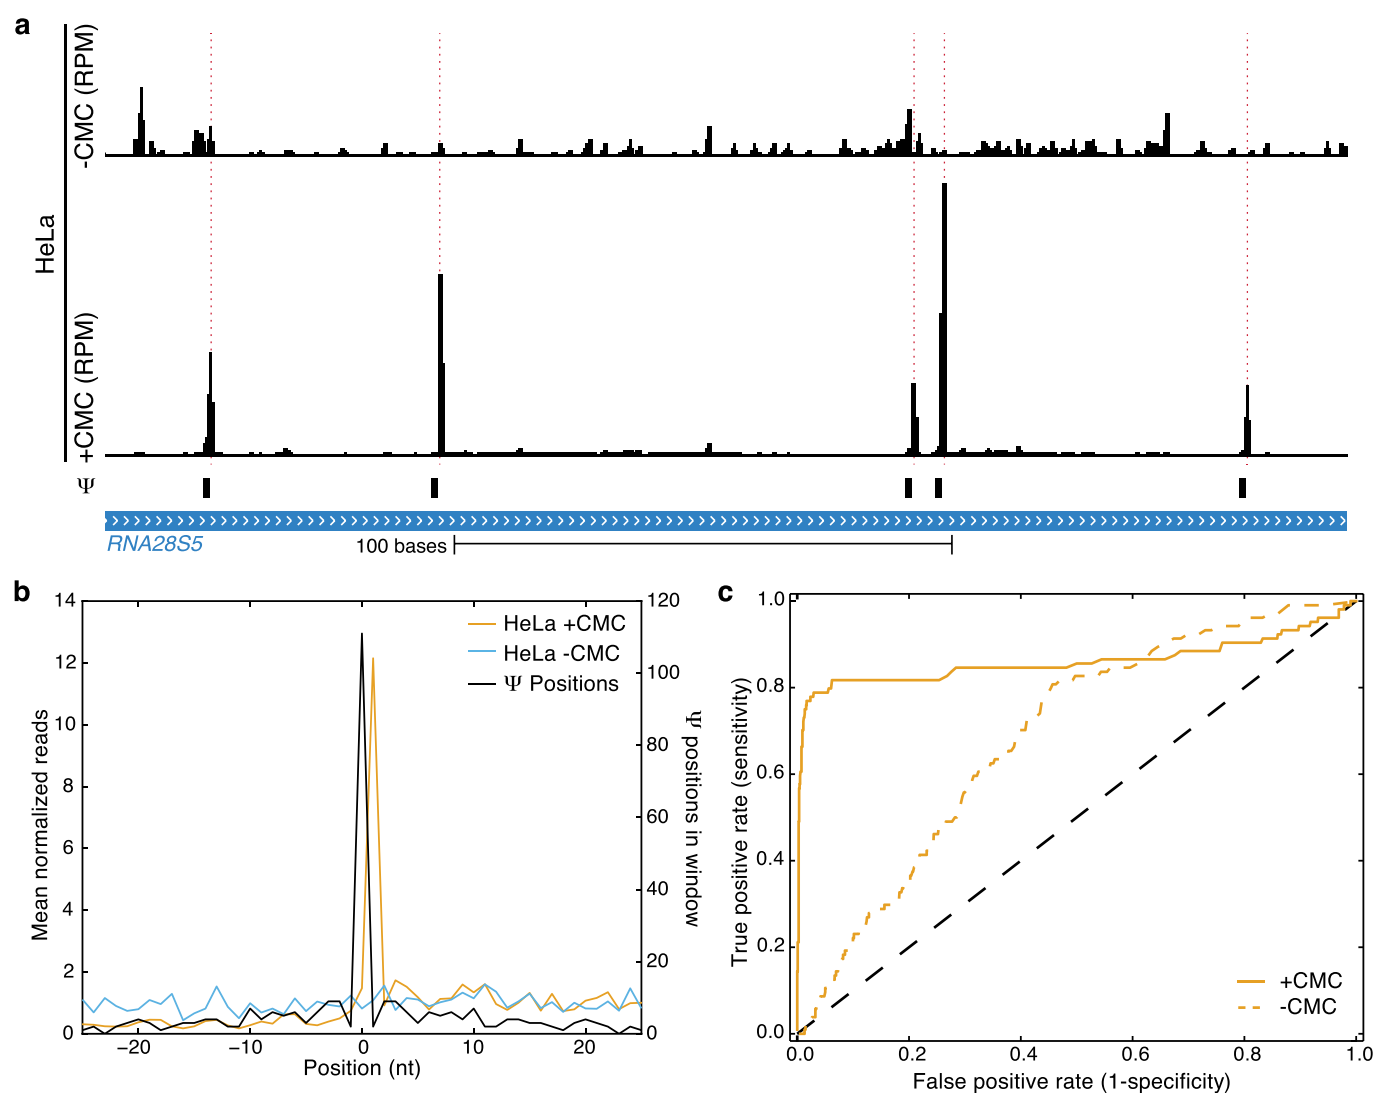 a
-CMC (RPM)
HeLa
+CMC (RPM)
Ψ
RNA28S5
100 bases
b
14
12
10
8
6
4
2
0
Mean normalized reads
HeLa +CMC
HeLa -CMC
Ψ Positions
120
100
80
60
40
20
0
Ψ positions in window
−20
−10
0
10
20
Position (nt)
c
1.0
0.8
0.6
0.4
0.2
0.0
True positive rate (sensitivity)
+CMC
-CMC
0.0
0.2
0.4
0.6
0.8
1.0
False positive rate (1-specificity)